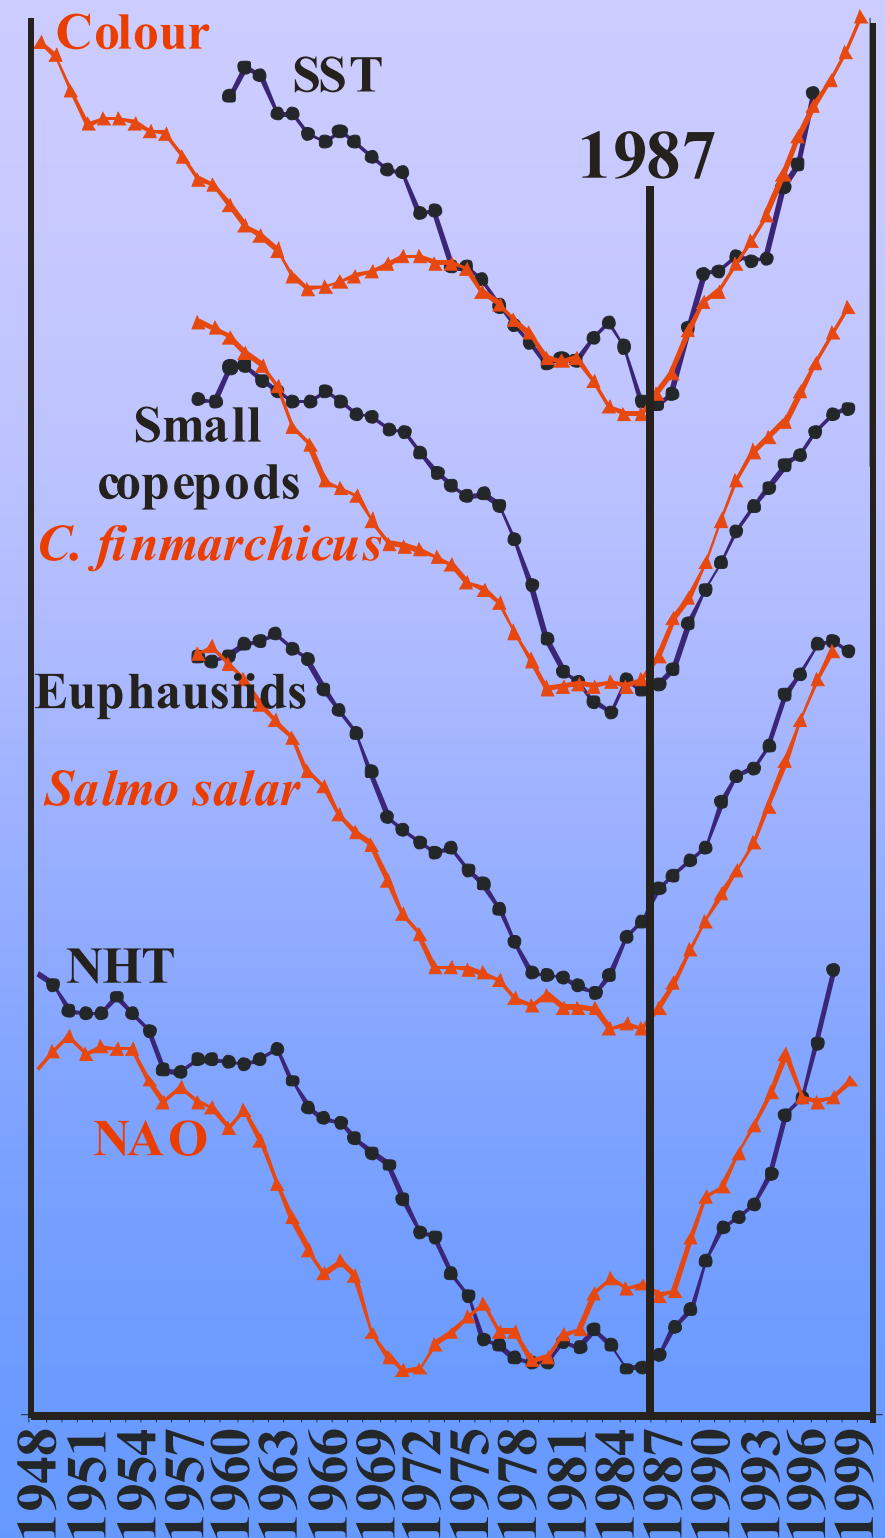 Colour
SST
1987
Small
copepods
C. finmarchicus
Euphausiids
Salmo salar
NHT
NAO
1948
1951
1954
1957
1960
1963
1966
1969
1972
1975
1978
1981
1984
1987
1990
1993
1996
1999